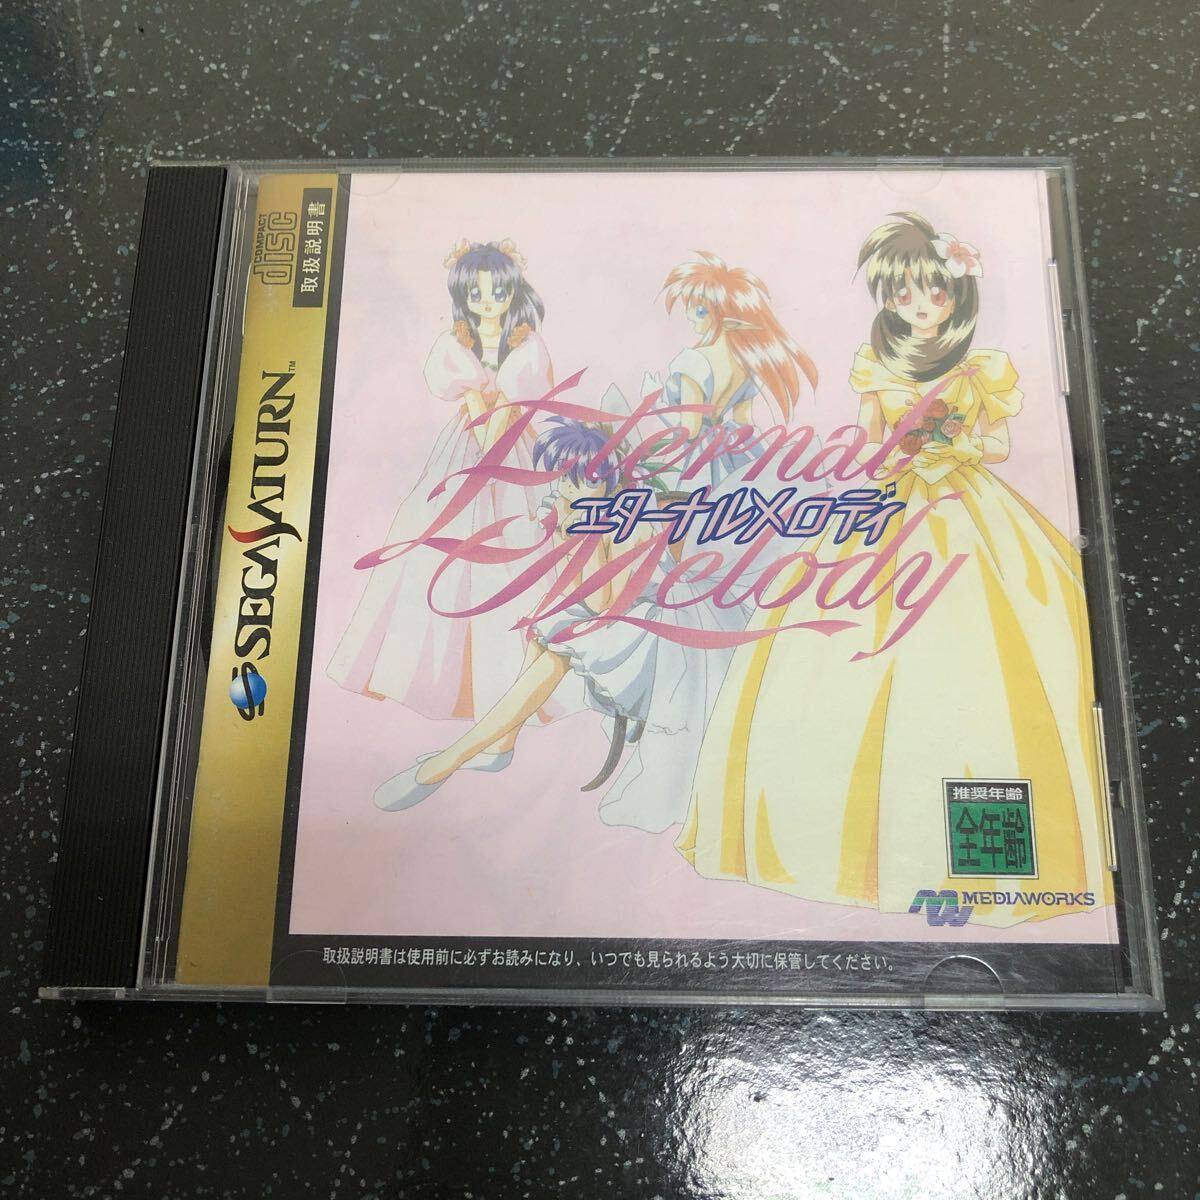 COMPACT
disc
取扱説明書
SEGA SATURN™
Eternal
エターナルメロディ
Melody
推奨年齢
全年齢
MEDIAWORKS
取扱説明書は使用前に必ずお読みになり、いつでも見られるよう大切に保管してください。